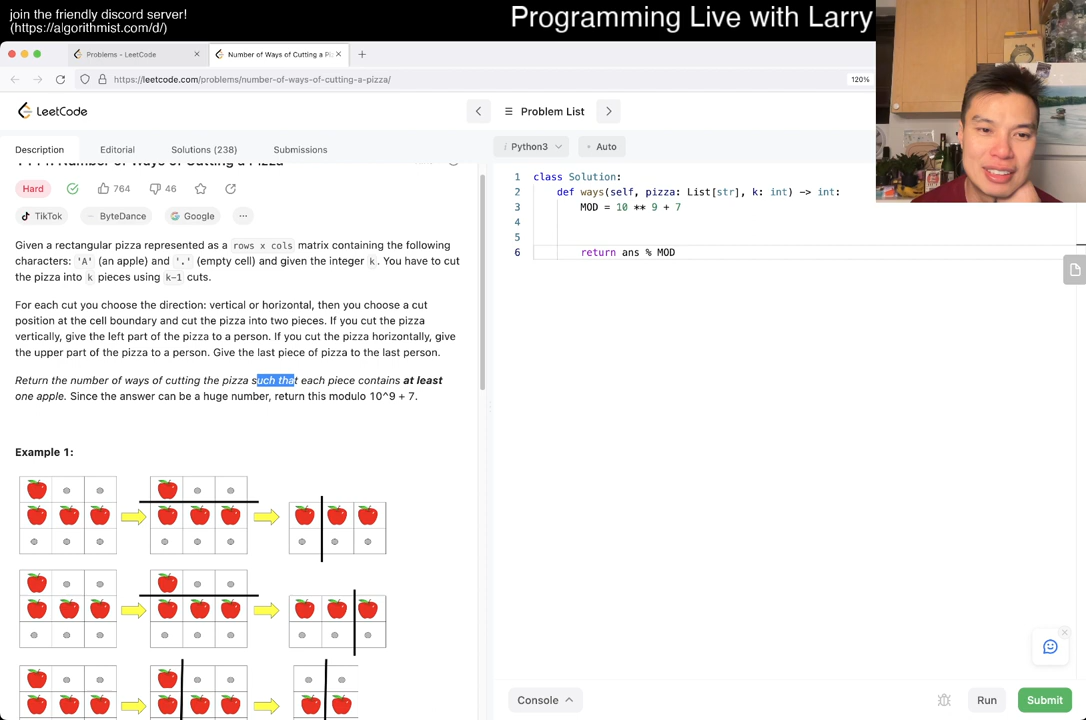 join the friendly discord server!
(https://algorithmist.com/d/)
Programming Live with Larry
Problems - LeetCode
Number of Ways of Cutting a Pi
https://leetcode.com/problems/number-of-ways-of-cutting-a-pizza/
120%
LeetCode
Problem List
Description
Editorial
Solutions (238)
Submissions
Python3
Auto
1444. Number of Ways of Cutting a Pizza
Hard
764
46
TikTok
ByteDance
Google
Given a rectangular pizza represented as a rows x cols matrix containing the following
characters: 'A' (an apple) and '.' (empty cell) and given the integer k. You have to cut
the pizza into k pieces using k-1 cuts.
For each cut you choose the direction: vertical or horizontal, then you choose a cut
position at the cell boundary and cut the pizza into two pieces. If you cut the pizza
vertically, give the left part of the pizza to a person. If you cut the pizza horizontally, give
the upper part of the pizza to a person. Give the last piece of pizza to the last person.
Return the number of ways of cutting the pizza such that each piece contains at least
one apple. Since the answer can be a huge number, return this modulo 10^9 + 7.
Example 1:
1 class Solution:
2 def ways(self, pizza: List[str], k: int) -> int:
3 MOD = 10 ** 9 + 7
4
5
6 return ans % MOD
Console
Run
Submit